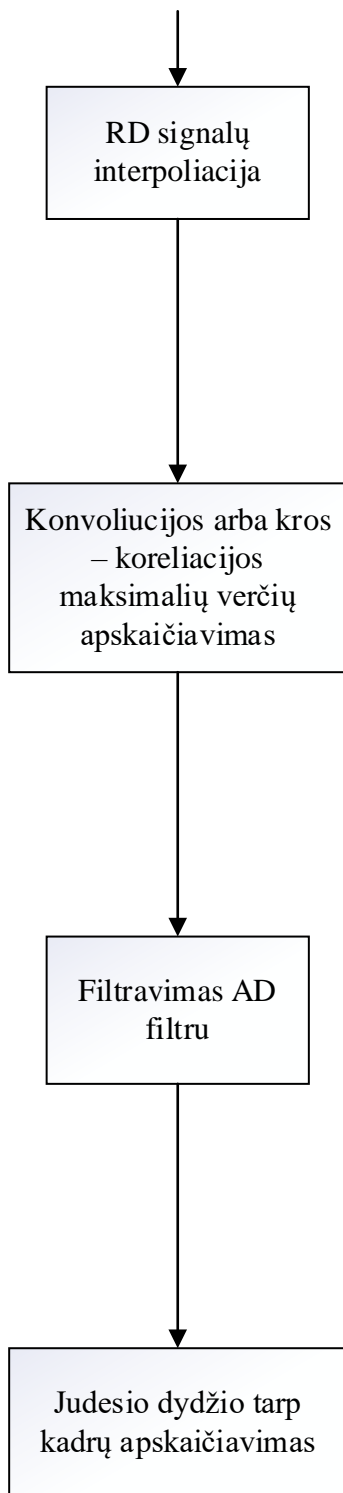 RD signalų
interpoliacija
Konvoliucijos arba kros
– koreliacijos
maksimalių verčių
apskaičiavimas
Filtravimas AD
filtru
Judesio dydžio tarp
kadrų apskaičiavimas